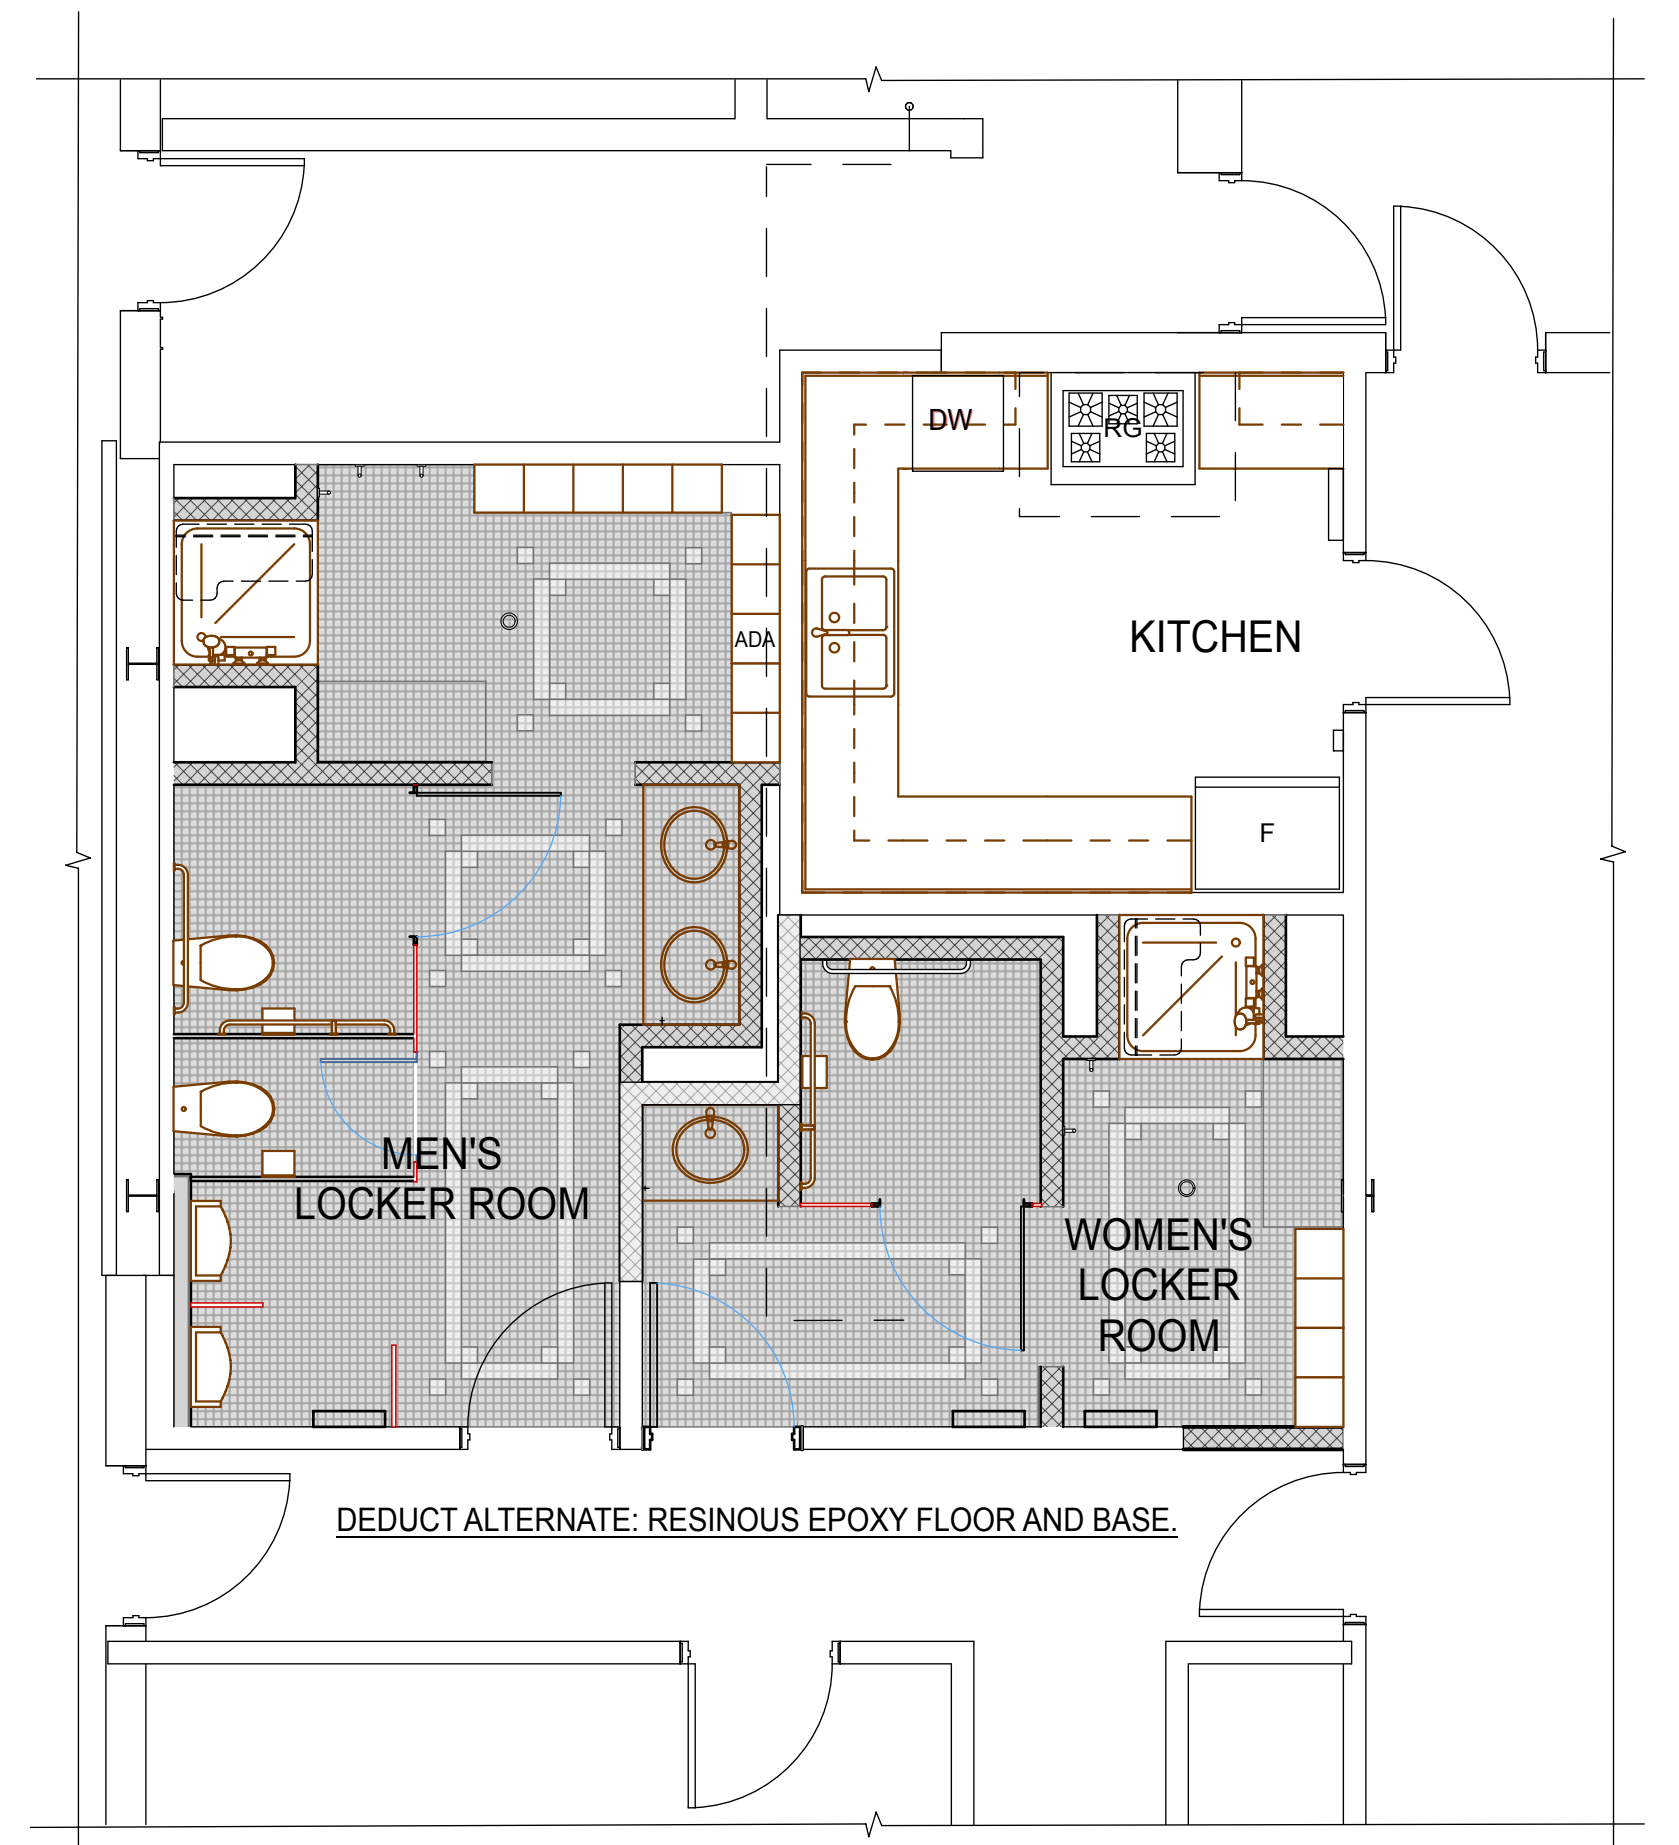 DW
RG
ADA
KITCHEN
F
MEN'S
LOCKER ROOM
WOMEN'S
LOCKER
ROOM
DEDUCT ALTERNATE: RESINOUS EPOXY FLOOR AND BASE.